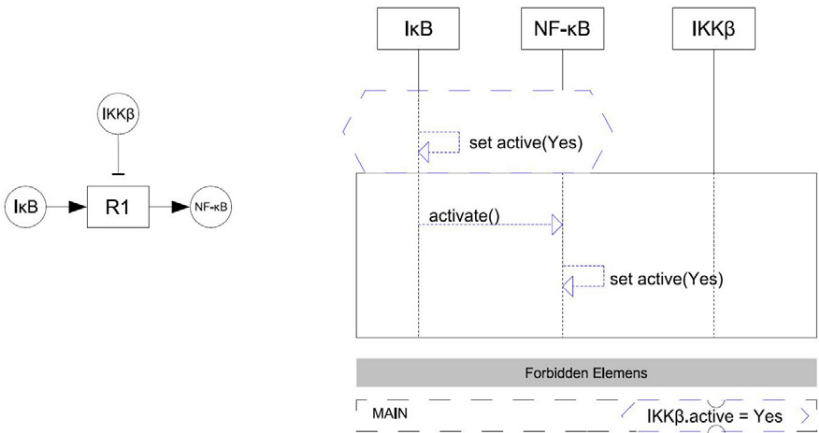 IKKβ
IκB
R1
NF-κB
IκB
NF-κB
IKKβ
set active(Yes)
activate()
set active(Yes)
Forbidden Elemens
MAIN
IKKβ.active = Yes